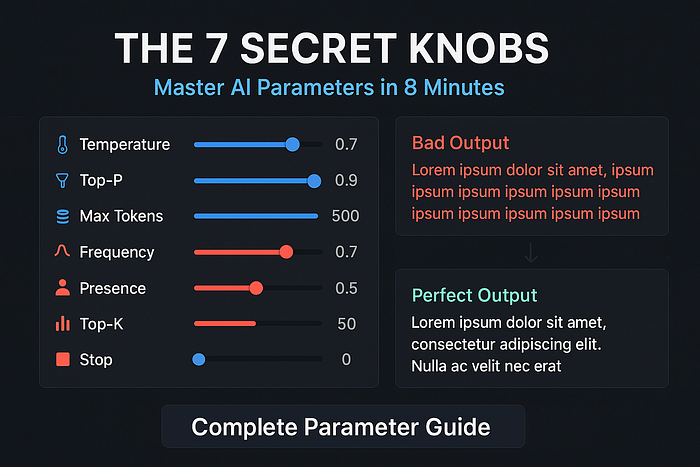 THE 7 SECRET KNOBS
Master AI Parameters in 8 Minutes
Temperature 0.7
Top-P 0.9
Max Tokens 500
Frequency 0.7
Presence 0.5
Top-K 50
Stop 0
Bad Output
Lorem ipsum dolor sit amet, ipsum
ipsum ipsum ipsum ipsum ipsum
ipsum ipsum ipsum ipsum ipsum
Perfect Output
Lorem ipsum dolor sit amet,
consectetur adipiscing elit.
Nulla ac velit nec erat
Complete Parameter Guide